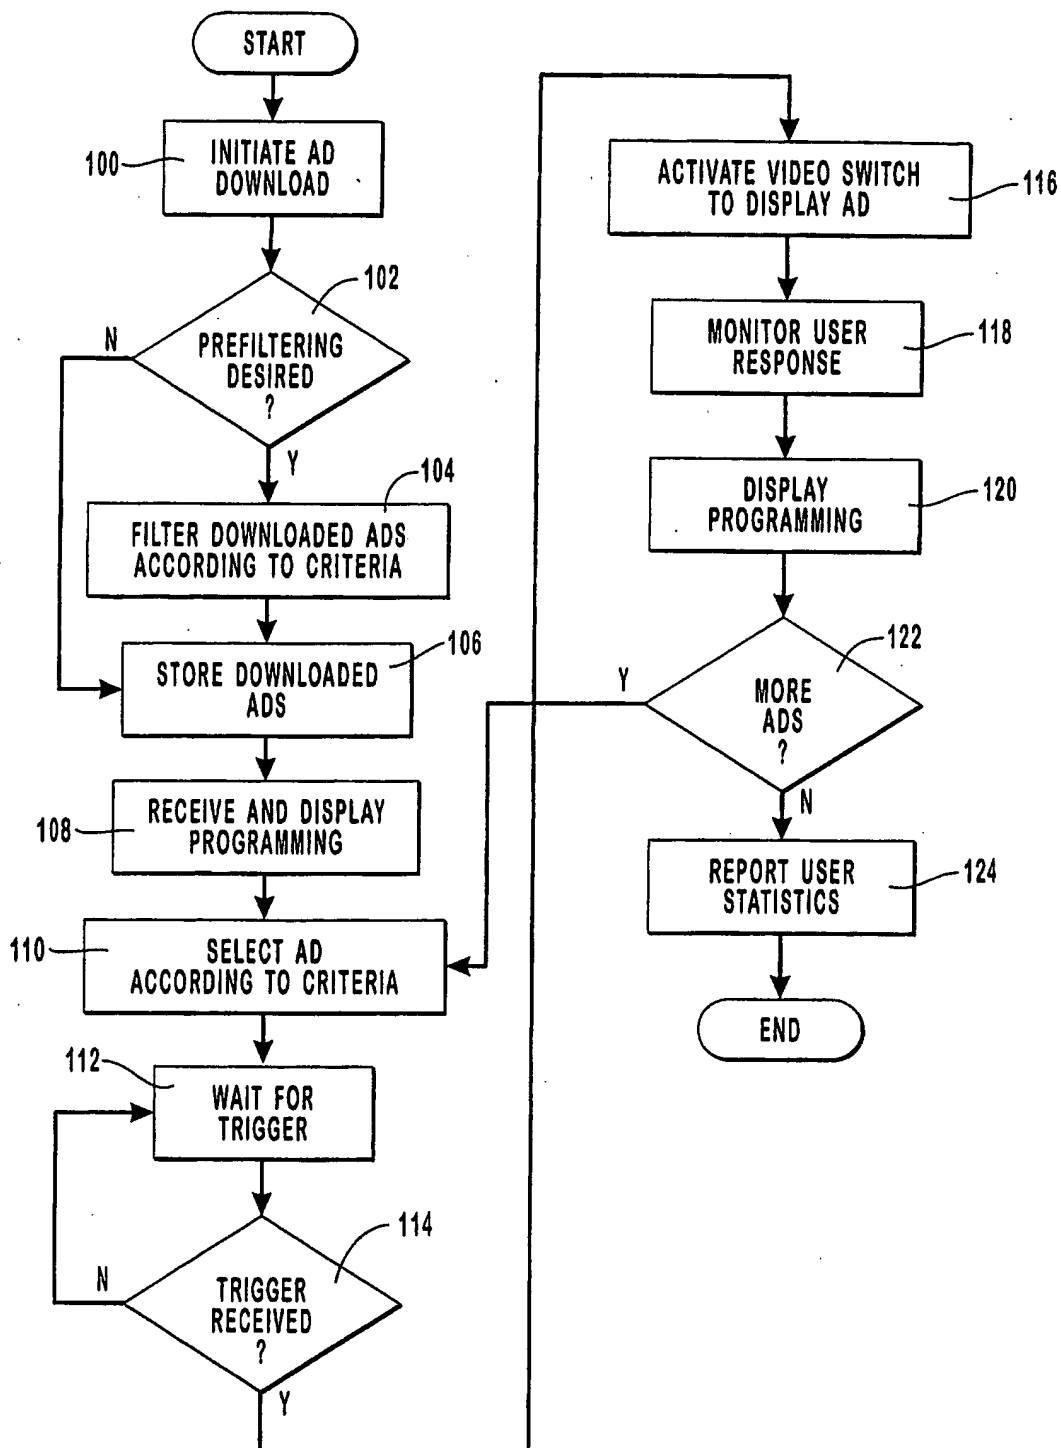 START
100
INITIATE AD
DOWNLOAD
102
N
PREFILTERING
DESIRED
?
Y
104
FILTER DOWNLOADED ADS
ACCORDING TO CRITERIA
106
STORE DOWNLOADED
ADS
108
RECEIVE AND DISPLAY
PROGRAMMING
110
SELECT AD
ACCORDING TO CRITERIA
112
WAIT FOR
TRIGGER
114
N
TRIGGER
RECEIVED
?
Y
ACTIVATE VIDEO SWITCH
TO DISPLAY AD
116
MONITOR USER
RESPONSE
118
DISPLAY
PROGRAMMING
120
122
Y
MORE
ADS
?
N
REPORT USER
STATISTICS
124
END